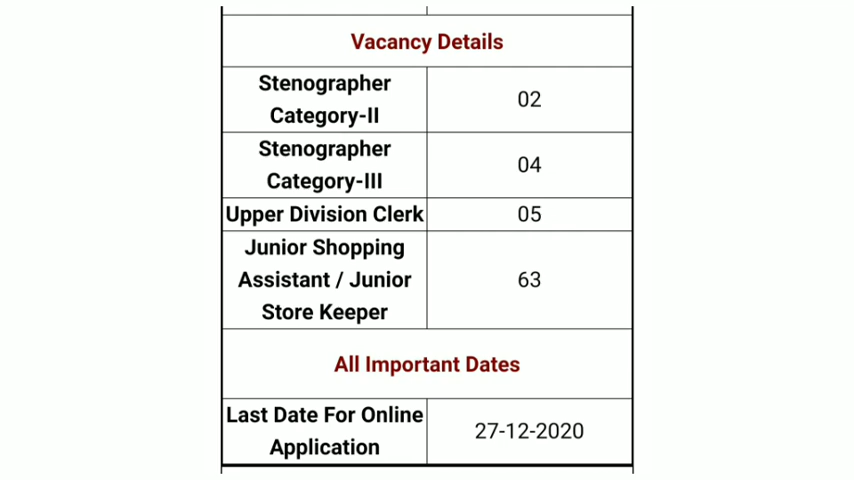 Vacancy Details
Stenographer
Category-II
02
Stenographer
Category-III
04
Upper Division Clerk
05
Junior Shopping
Assistant / Junior
Store Keeper
63
All Important Dates
Last Date For Online
Application
27-12-2020